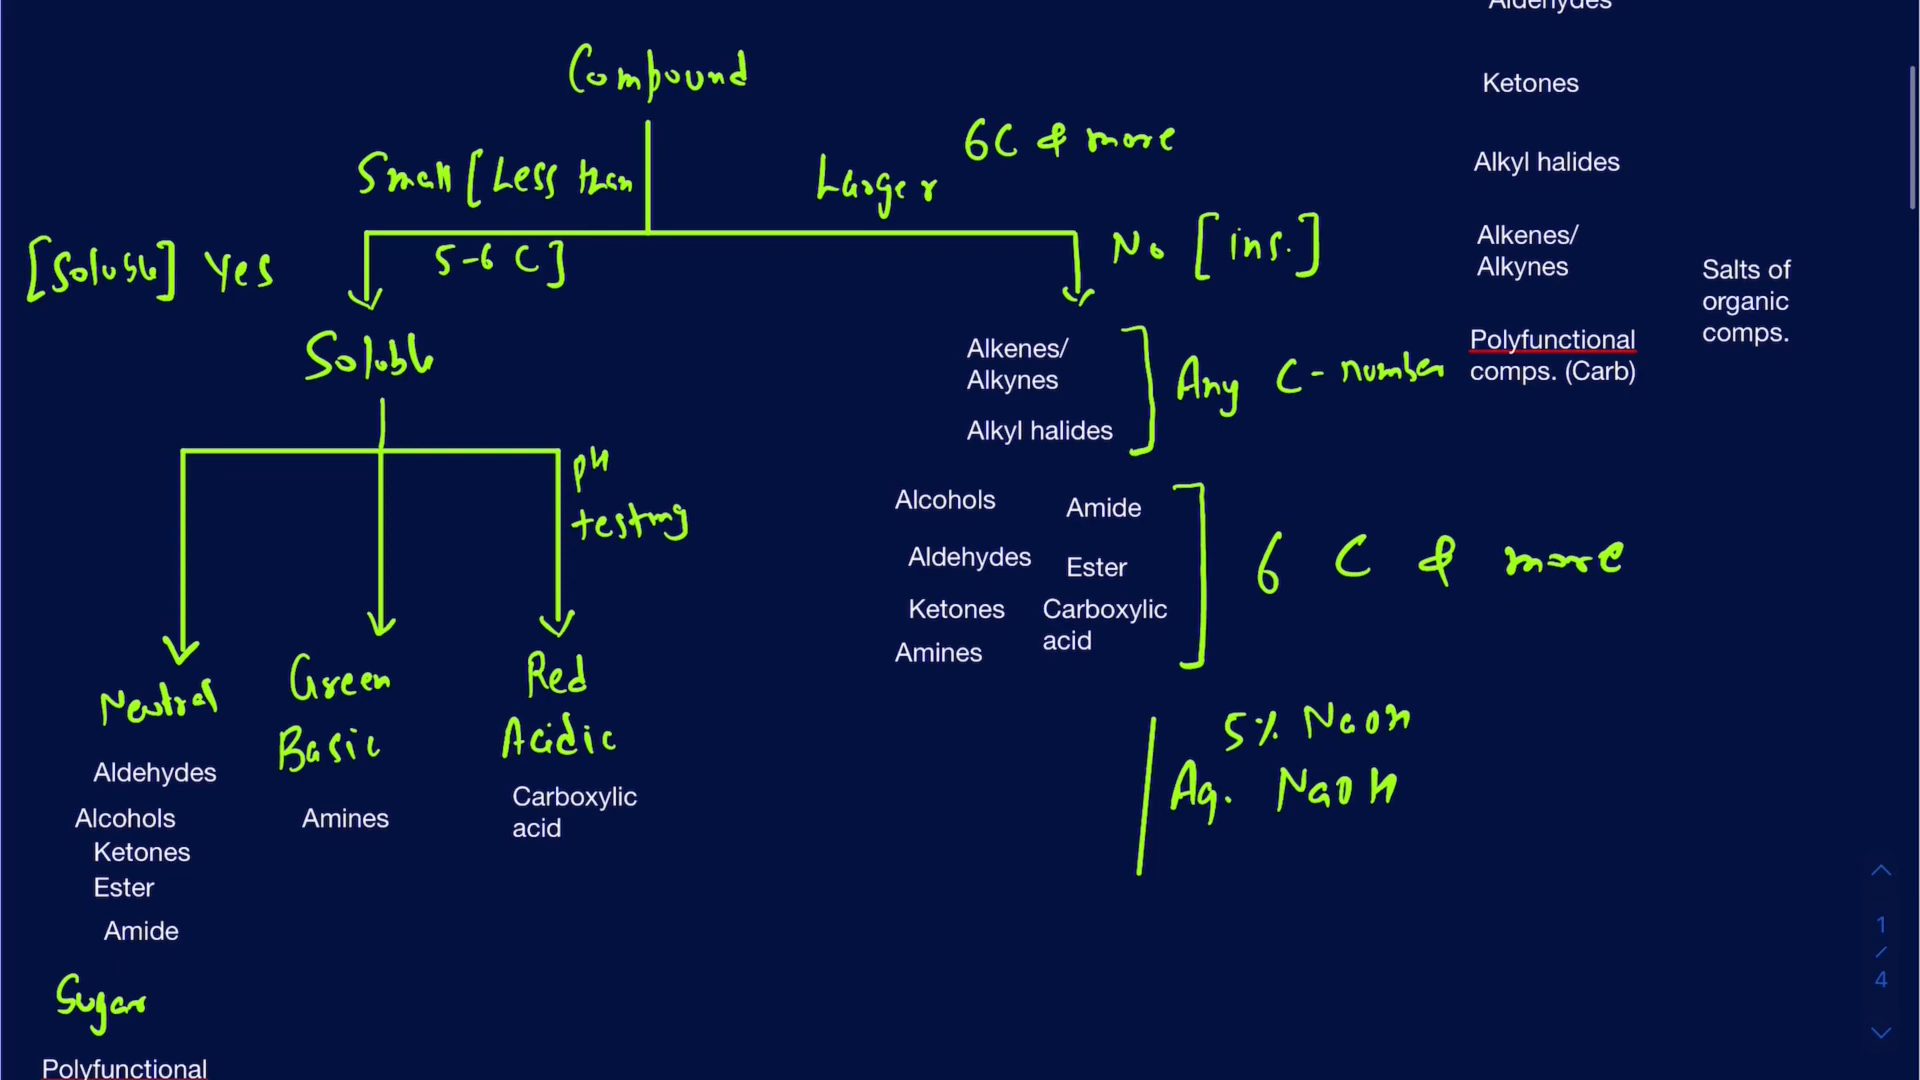 Aldehydes
Compound
Ketones
6C & more
Small [Less than
Larger
Alkyl halides
[Soluble] Yes
5-6 C]
No [ins.]
Alkenes/
Alkynes
Salts of
organic
comps.
Soluble
Alkenes/
Alkynes
Alkyl halides
Any C-number
Polyfunctional
comps. (Carb)
pH
testing
Alcohols
Amide
Aldehydes
Ester
Ketones
Carboxylic
acid
Amines
6 C & more
Neutral
Green
Basic
Red
Acidic
5% NaOH
Aq. NaOH
Aldehydes
Alcohols
Ketones
Ester
Amide
Amines
Carboxylic
acid
Sugar
Polyfunctional
1
/
4